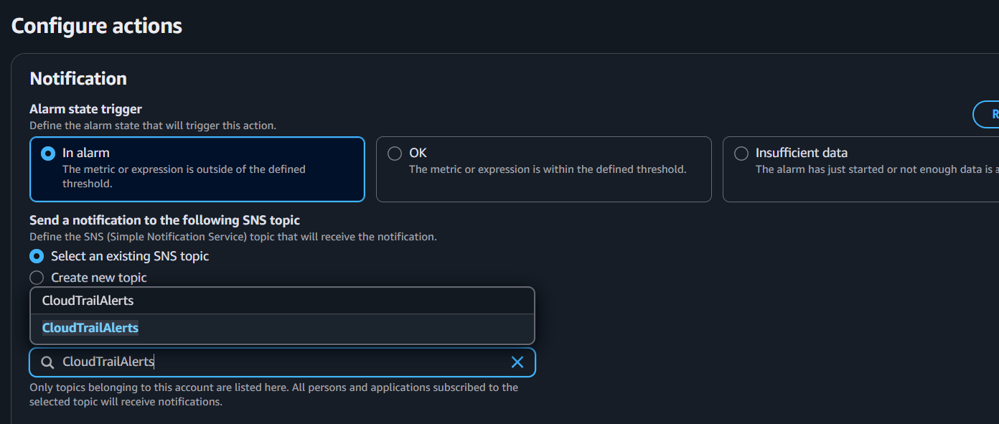 Configure actions
Notification
Alarm state trigger
Define the alarm state that will trigger this action.
R
In alarm
The metric or expression is outside of the defined
threshold.
OK
The metric or expression is within the defined threshold.
Insufficient data
The alarm has just started or not enough data is a
Send a notification to the following SNS topic
Define the SNS (Simple Notification Service) topic that will receive the notification.
Select an existing SNS topic
Create new topic
CloudTrailAlerts
CloudTrailAlerts
CloudTrailAlerts
Only topics belonging to this account are listed here. All persons and applications subscribed to the
selected topic will receive notifications.